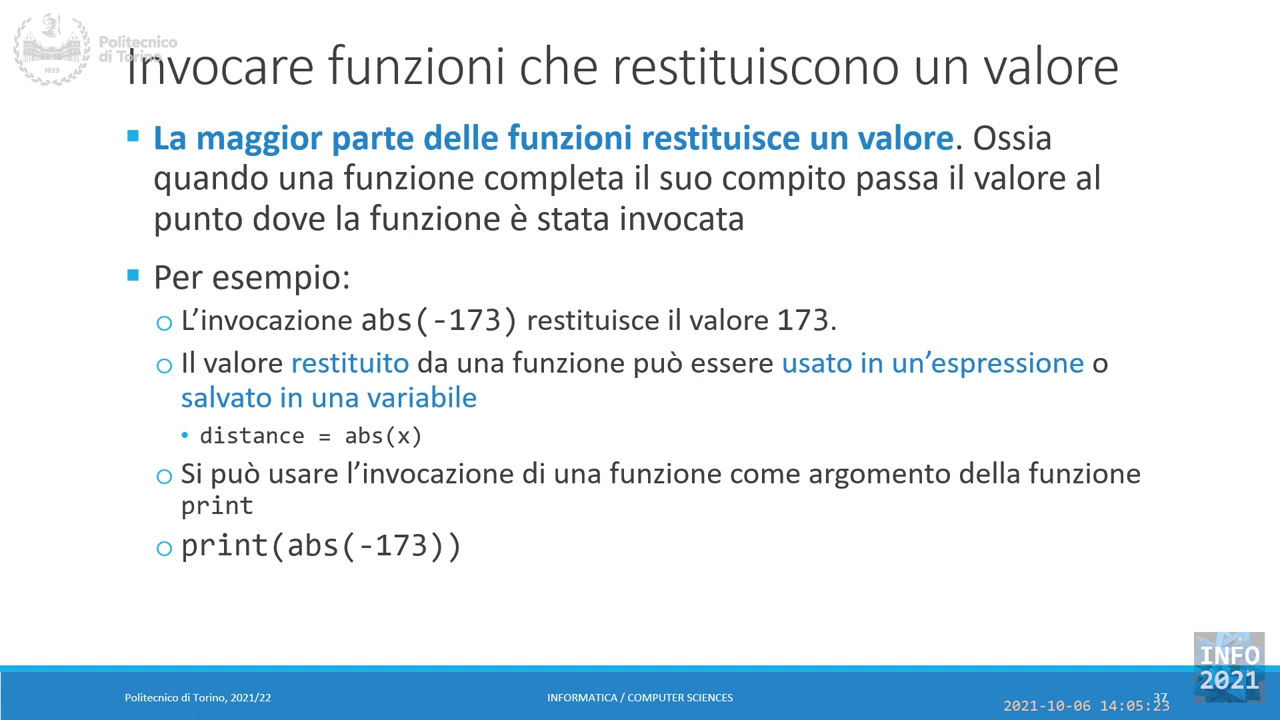 Politecnico
di Torino
1859
Invocare funzioni che restituiscono un valore
La maggior parte delle funzioni restituisce un valore. Ossia
quando una funzione completa il suo compito passa il valore al
punto dove la funzione è stata invocata
Per esempio:
L’invocazione abs(-173) restituisce il valore 173.
Il valore restituito da una funzione può essere usato in un’espressione o
salvato in una variabile
distance = abs(x)
Si può usare l’invocazione di una funzione come argomento della funzione
print
print(abs(-173))
INFO
2021
Politecnico di Torino, 2021/22
INFORMATICA / COMPUTER SCIENCES
37
2021-10-06 14:05:23